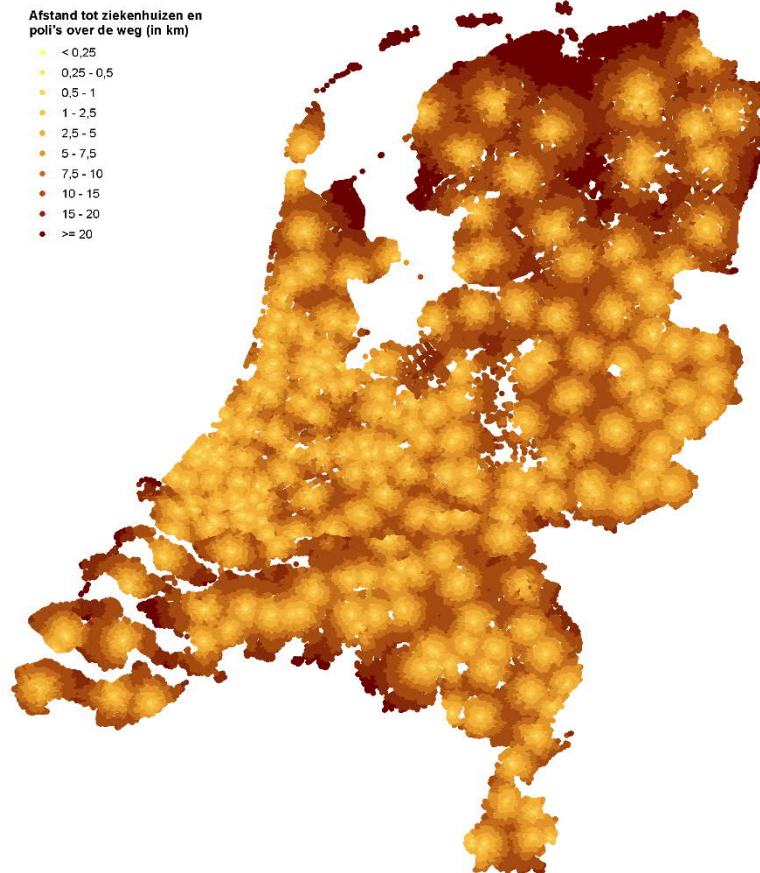 Afstand tot ziekenhuizen en
poli's over de weg (in km)
< 0,25
0,25 - 0,5
0,5 - 1
1 - 2,5
2,5 - 5
5 - 7,5
7,5 - 10
10 - 15
15 - 20
>= 20